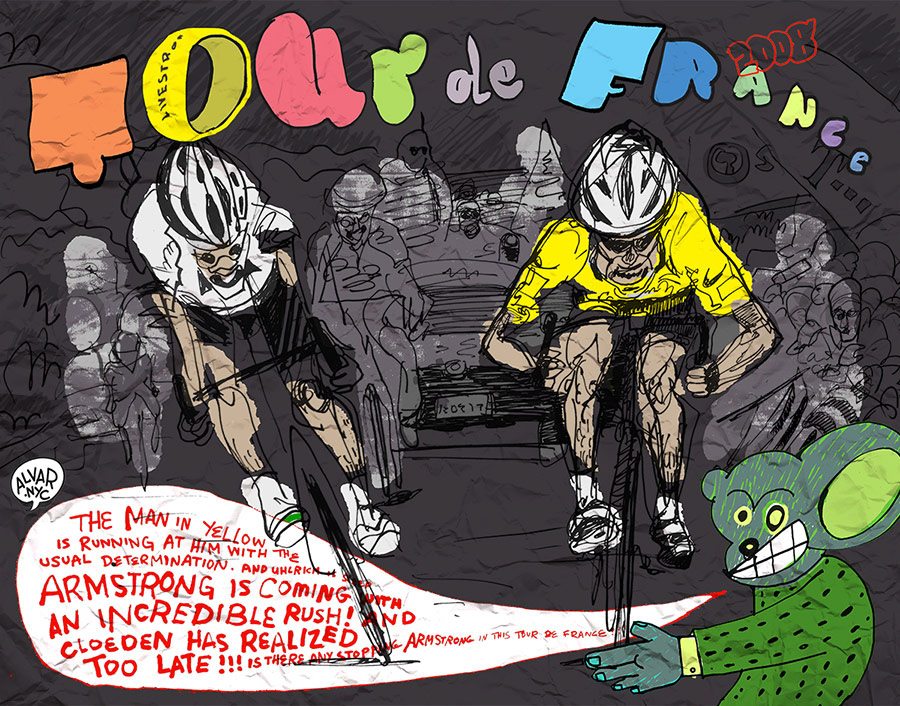 TOUR de FRANCE
2008
LIVESTRO
ALVAR
.NYC
THE MAN IN YELLOW
IS RUNNING AT HIM WITH THE
USUAL DETERMINATION. AND UHLRICH
ARMSTRONG IS COMING WITH
AN INCREDIBLE RUSH! AND
CLOEDEN HAS REALIZED
TOO LATE!!! IS THERE ANY STOPPING ARMSTRONG IN THIS TOUR DE FRANCE